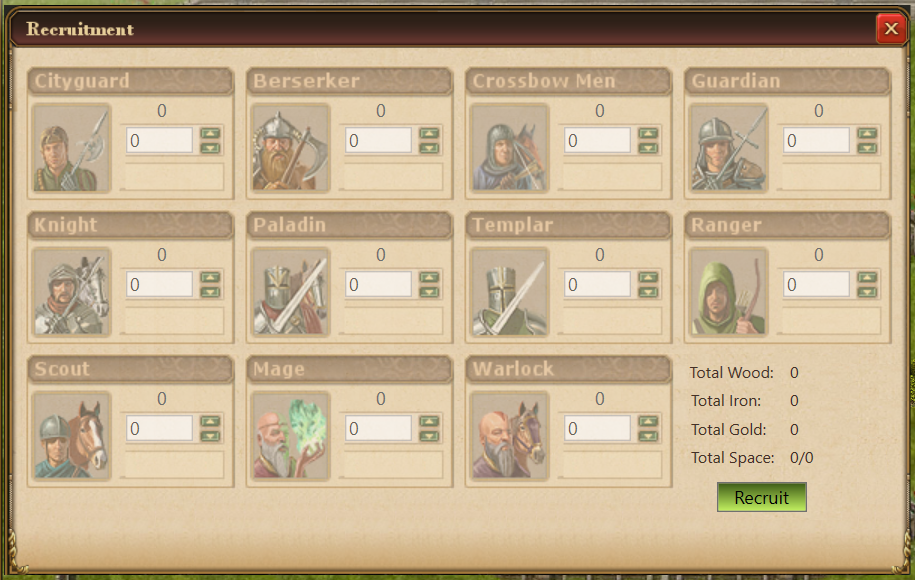 Recruitment
Cityguard
0
0
Berserker
0
0
Crossbow Men
0
0
Guardian
0
0
Knight
0
0
Paladin
0
0
Templar
0
0
Ranger
0
0
Scout
0
0
Mage
0
0
Warlock
0
0
Total Wood: 0
Total Iron: 0
Total Gold: 0
Total Space: 0/0
Recruit